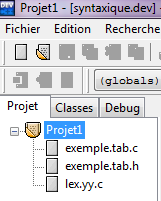 Projet1 - [syntaxique.dev] -
Fichier Edition Recherche
(globals)
Projet Classes Debug
Projet1
exemple.tab.c
exemple.tab.h
lex.yy.c